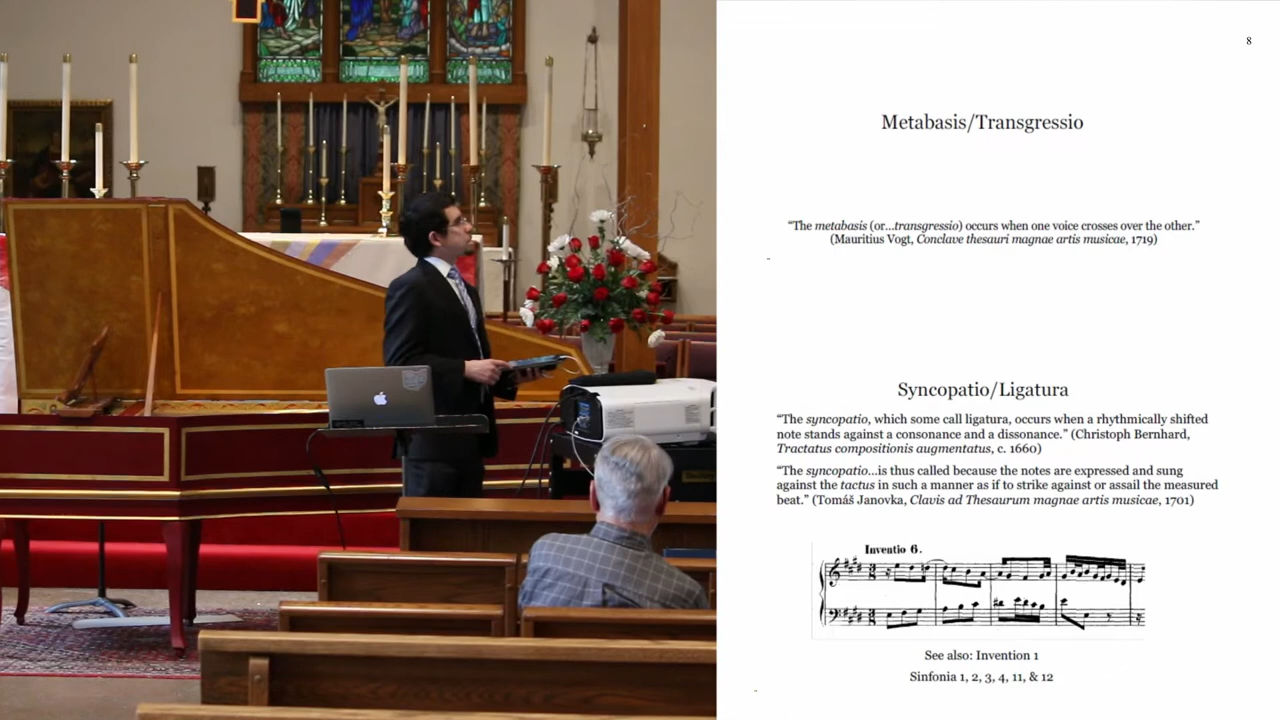 8
Metabasis/Transgressio
“The metabasis (or...transgressio) occurs when one voice crosses over the other.”
(Mauritius Vogt, Conclave thesauri magnae artis musicae, 1719)
Syncopatio/Ligatura
“The syncopatio, which some call ligatura, occurs when a rhythmically shifted
note stands against a consonance and a dissonance.” (Christoph Bernhard,
Tractatus compositionis augmentatus, c. 1660)
“The syncopatio...is thus called because the notes are expressed and sung
against the tactus in such a manner as if to strike against or assail the measured
beat.” (Tomáš Janovka, Clavis ad Thesaurum magnae artis musicae, 1701)
Inventio 6.
See also: Invention 1
Sinfonia 1, 2, 3, 4, 11, & 12